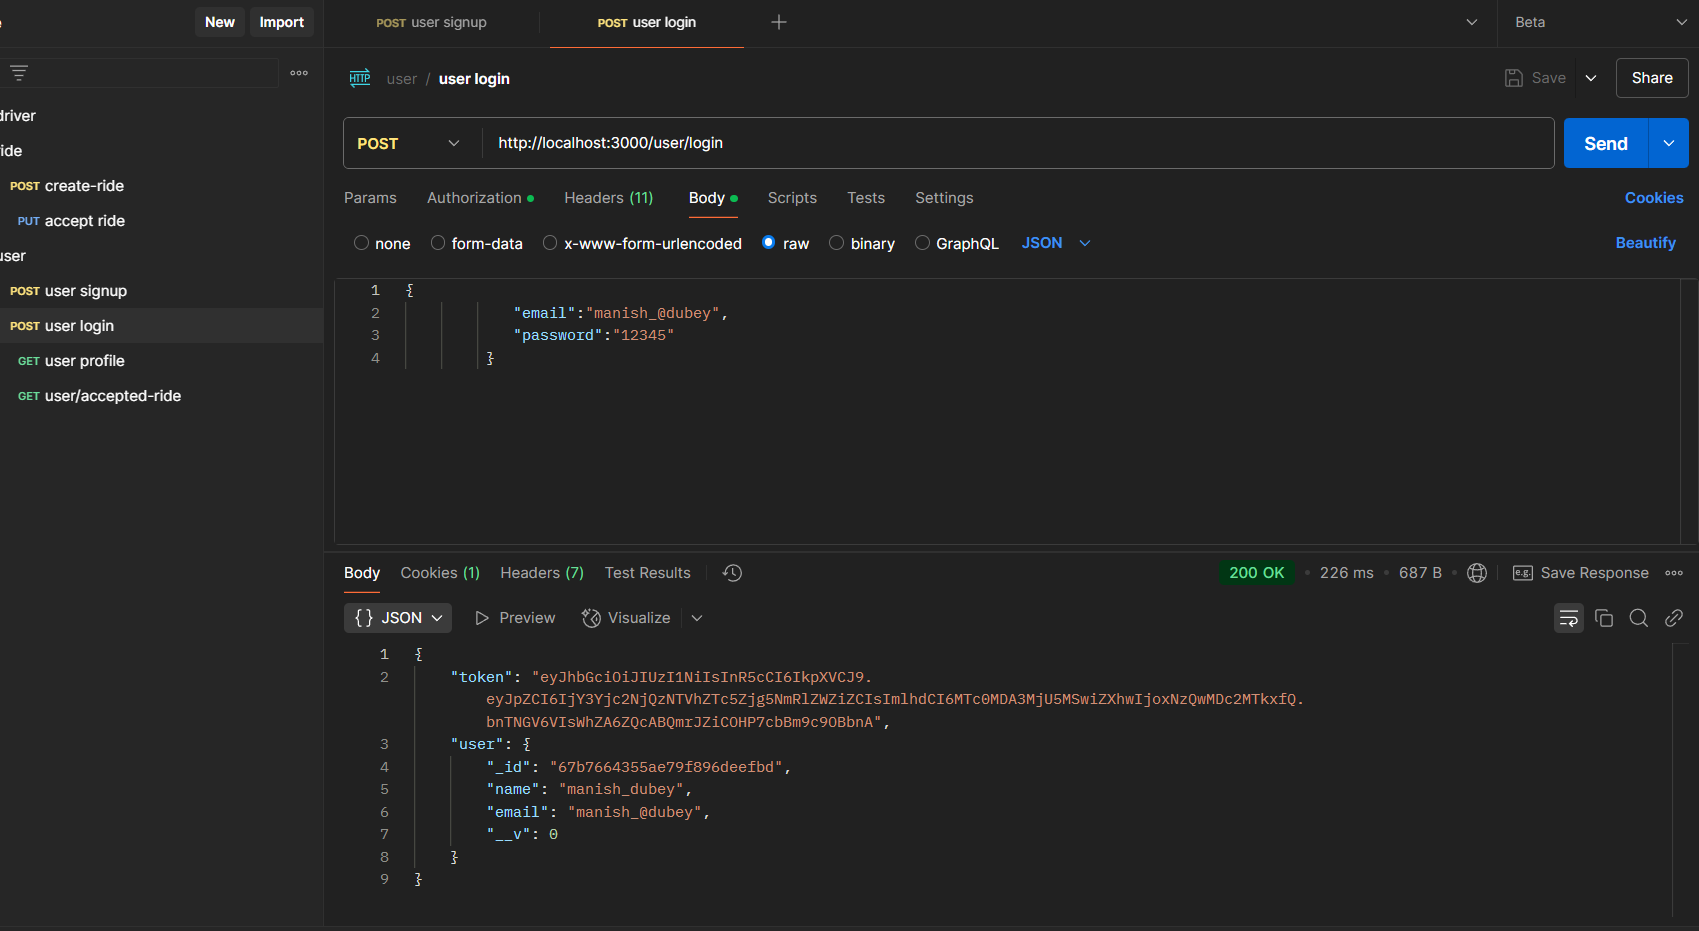 New Import
POST user signup
POST user login
Beta
HTTP user / user login
Save
Share
driver
ride
POST create-ride
PUT accept ride
user
POST user signup
POST user login
GET user profile
GET user/accepted-ride
POST http://localhost:3000/user/login
Send
Params Authorization Headers (11) Body Scripts Tests Settings
Cookies
none form-data x-www-form-urlencoded raw binary GraphQL JSON
Beautify
1 {
2 "email":"manish_@dubey",
3 "password":"12345"
4 }
Body Cookies (1) Headers (7) Test Results
200 OK • 226 ms • 687 B • e.g. Save Response
{} JSON Preview Visualize
1 {
2 "token": "eyJhbGciOiJIUzI1NiIsInR5cCI6IkpXVCJ9.
eyJpZCI6IjY3Yjc2NjQzNTVhZTc5Zjg5NmRlZWZiZCIsImlhdCI6MTc0MDA3MjU5MSwiZXhwIjoxNzQwMDc2MTkxfQ.
bnTNGV6VIsWhZA6ZQcABQmrJZiCOHP7cbBm9c9OBbnA",
3 "user": {
4 "_id": "67b7664355ae79f896deefbd",
5 "name": "manish_dubey",
6 "email": "manish_@dubey",
7 "__v": 0
8 }
9 }